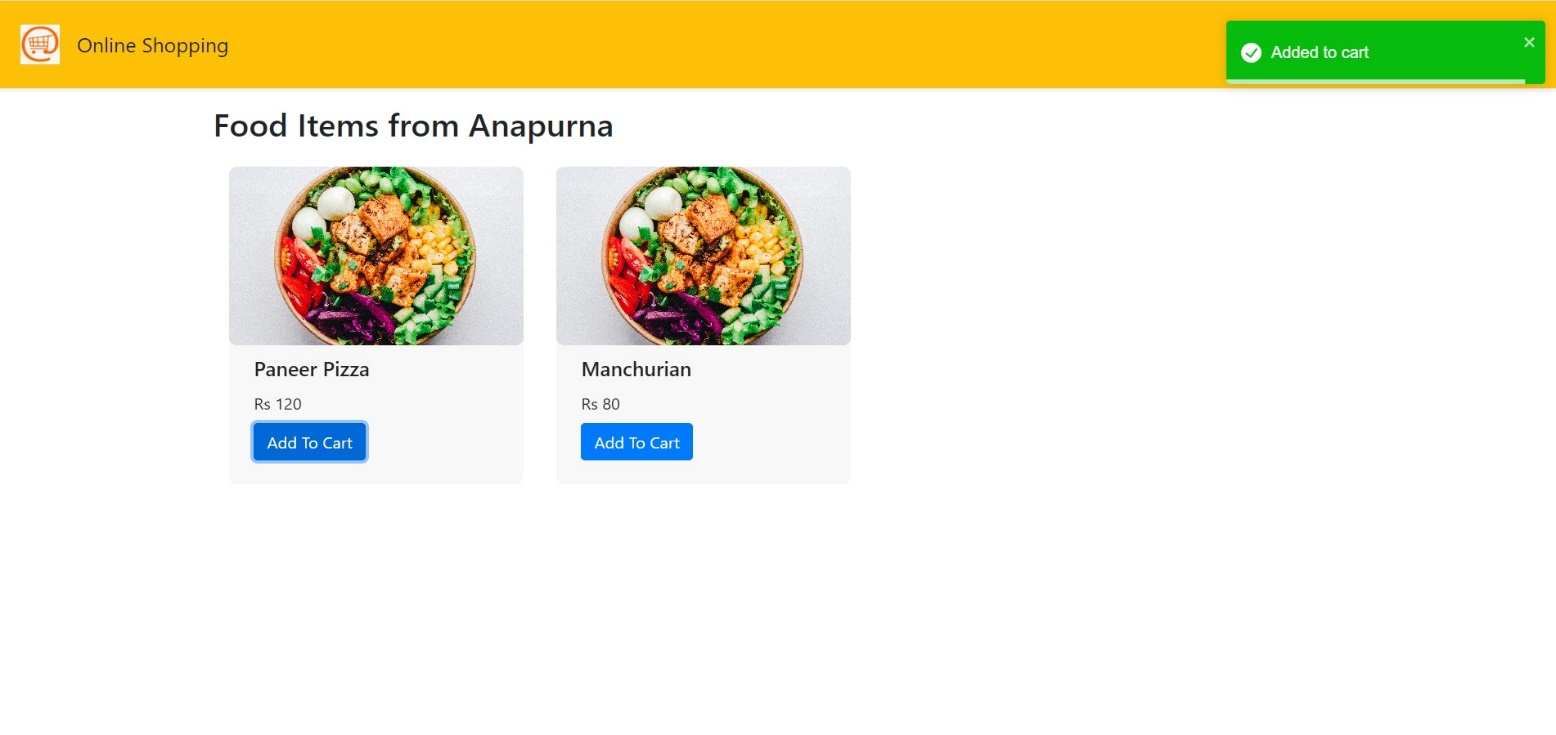 Online Shopping
Added to cart
Food Items from Anapurna
Paneer Pizza
Rs 120
Add To Cart
Manchurian
Rs 80
Add To Cart